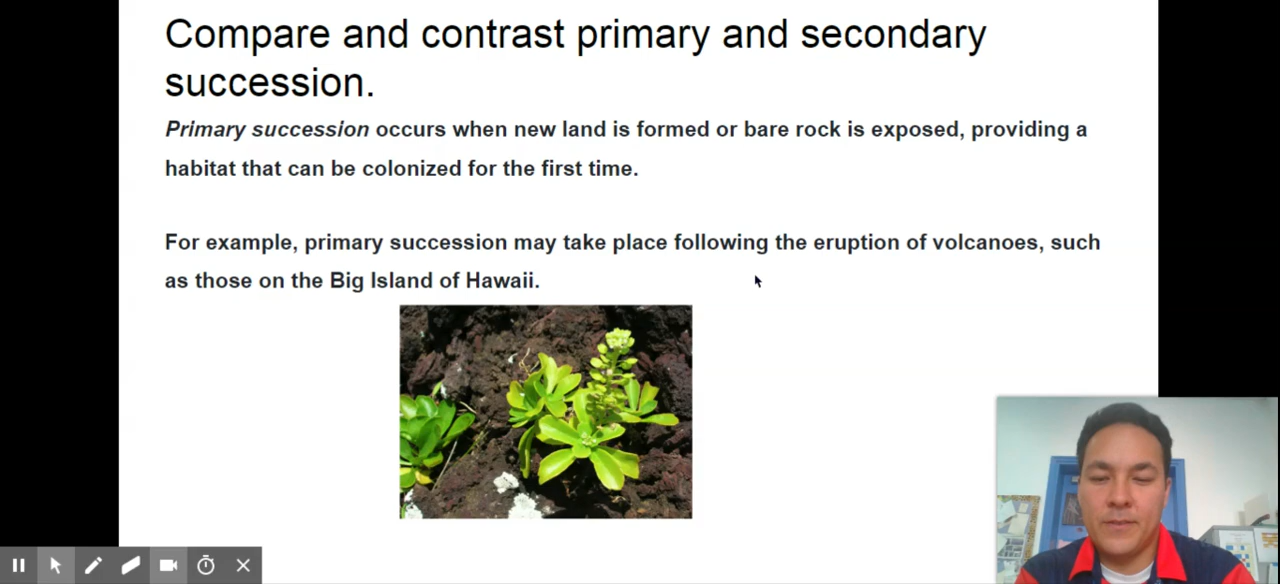 Compare and contrast primary and secondary
succession.
Primary succession occurs when new land is formed or bare rock is exposed, providing a
habitat that can be colonized for the first time.
For example, primary succession may take place following the eruption of volcanoes, such
as those on the Big Island of Hawaii.